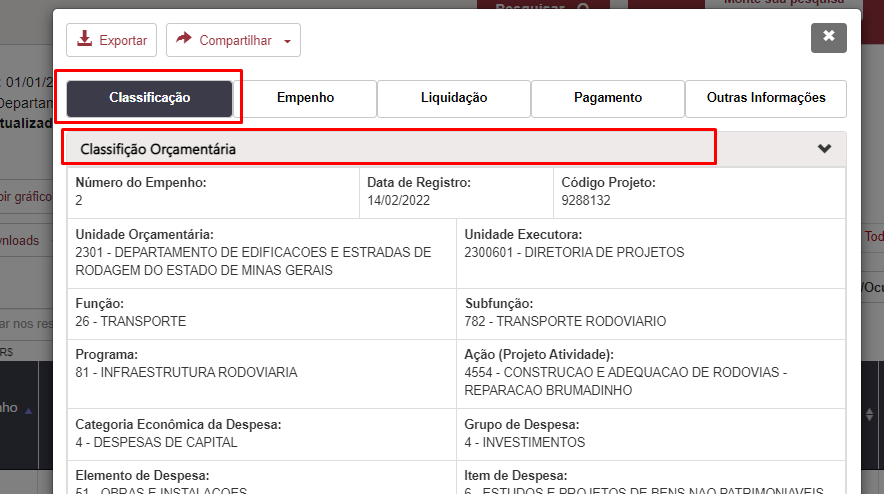 Pesquisar
Monte sua pesquisa
Exportar
Compartilhar
: 01/01/2
Departam
tualizad
Classificação
Empenho
Liquidação
Pagamento
Outras Informações
Classifição Orçamentária
Número do Empenho:
Data de Registro:
Código Projeto:
2
14/02/2022
9288132
bir gráfico
Unidade Orçamentária:
Unidade Executora:
2301 - DEPARTAMENTO DE EDIFICACOES E ESTRADAS DE
RODAGEM DO ESTADO DE MINAS GERAIS
2300601 - DIRETORIA DE PROJETOS
wnloads
Tod
/Ocu
Função:
Subfunção:
26 - TRANSPORTE
782 - TRANSPORTE RODOVIARIO
ar nos res
R$
Programa:
Ação (Projeto Atividade):
81 - INFRAESTRUTURA RODOVIARIA
4554 - CONSTRUCAO E ADEQUACAO DE RODOVIAS -
REPARACAO BRUMADINHO
nho
Categoria Econômica da Despesa:
Grupo de Despesa:
4 - DESPESAS DE CAPITAL
4 - INVESTIMENTOS
Elemento de Despesa:
Item de Despesa:
51 - OBRAS E INSTALACOES
6 - ESTUDOS E PROJETOS DE BENS NAO PATRIMONIAVEIS